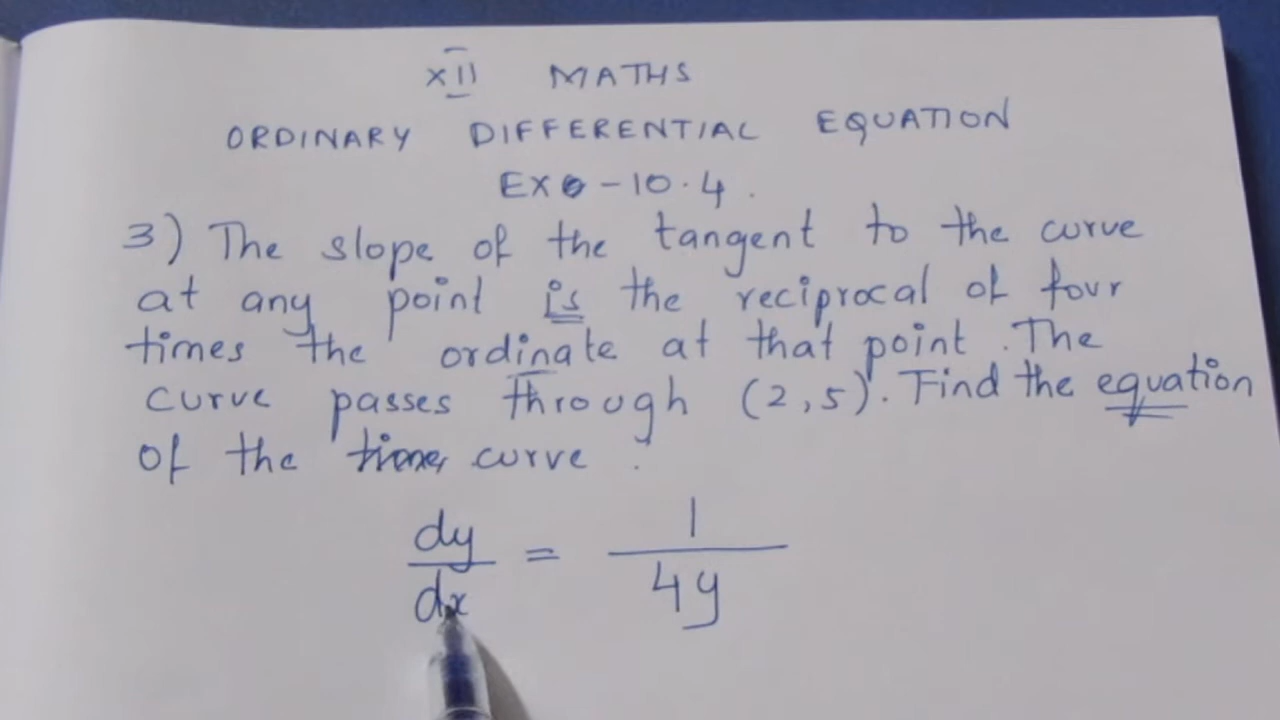 XII MATHS
ORDINARY DIFFERENTIAL EQUATION
EX - 10.4.
3) The slope of the tangent to the curve
at any point is the reciprocal of four
times the ordinate at that point. The
curve passes through (2,5). Find the equation
of the curve.
dy/dx = 1/4y